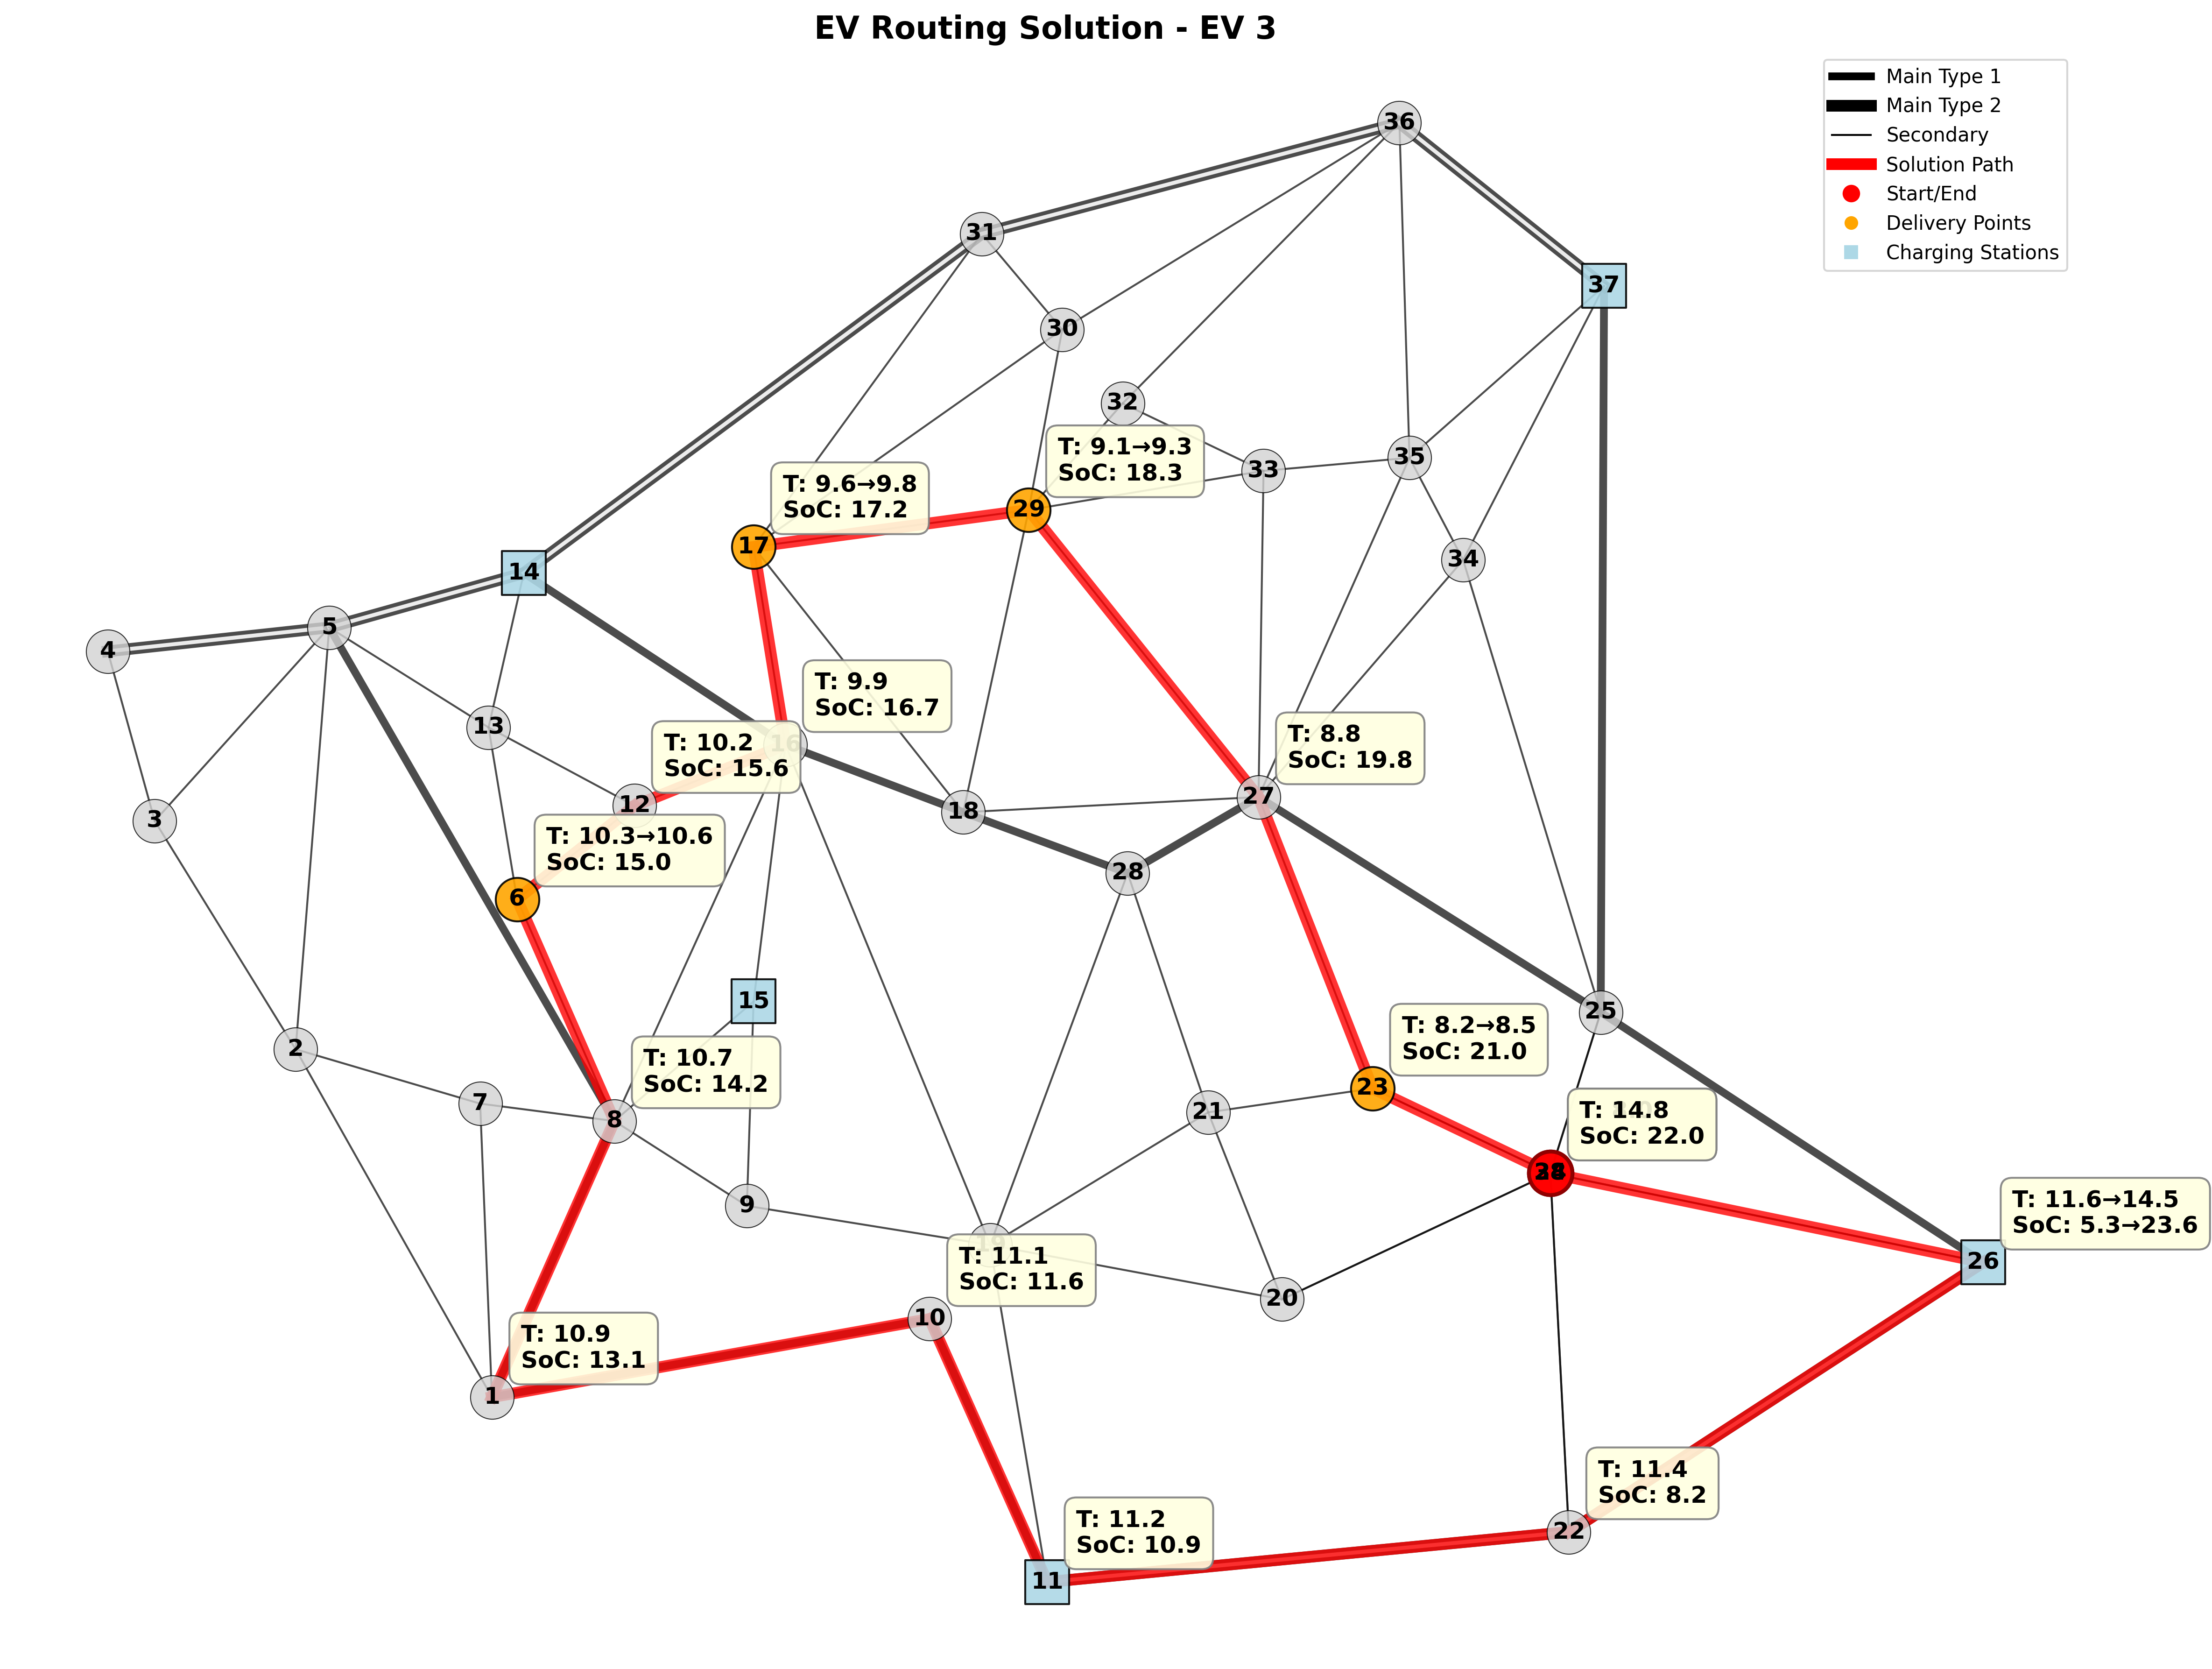 EV Routing Solution - EV 3
Main Type 1
Main Type 2
Secondary
Solution Path
Start/End
Delivery Points
Charging Stations
36
31
37
30
32
T: 9.1→9.3
SoC: 18.3
35
33
T: 9.6→9.8
SoC: 17.2
29
17
34
14
5
4
T: 9.9
SoC: 16.7
13
16
T: 10.2
SoC: 15.6
T: 8.8
SoC: 19.8
27
12
18
3
T: 10.3→10.6
SoC: 15.0
28
6
15
25
T: 8.2→8.5
SoC: 21.0
2
T: 10.7
SoC: 14.2
23
7
21
8
T: 14.8
SoC: 22.0
9
T: 11.6→14.5
SoC: 5.3→23.6
19
T: 11.1
SoC: 11.6
26
20
10
T: 10.9
SoC: 13.1
1
T: 11.4
SoC: 8.2
T: 11.2
SoC: 10.9
22
11